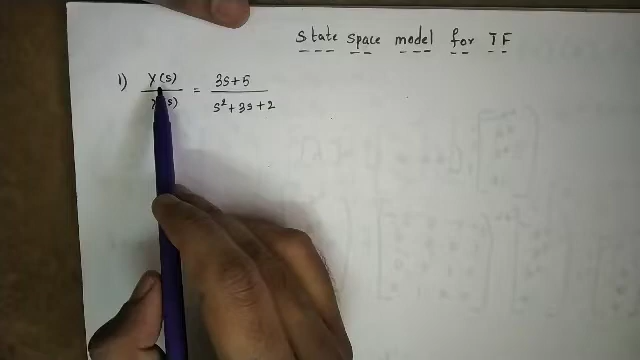 state space model for TF
1) Y(s) / (s) = 3s+5 / s²+3s+2